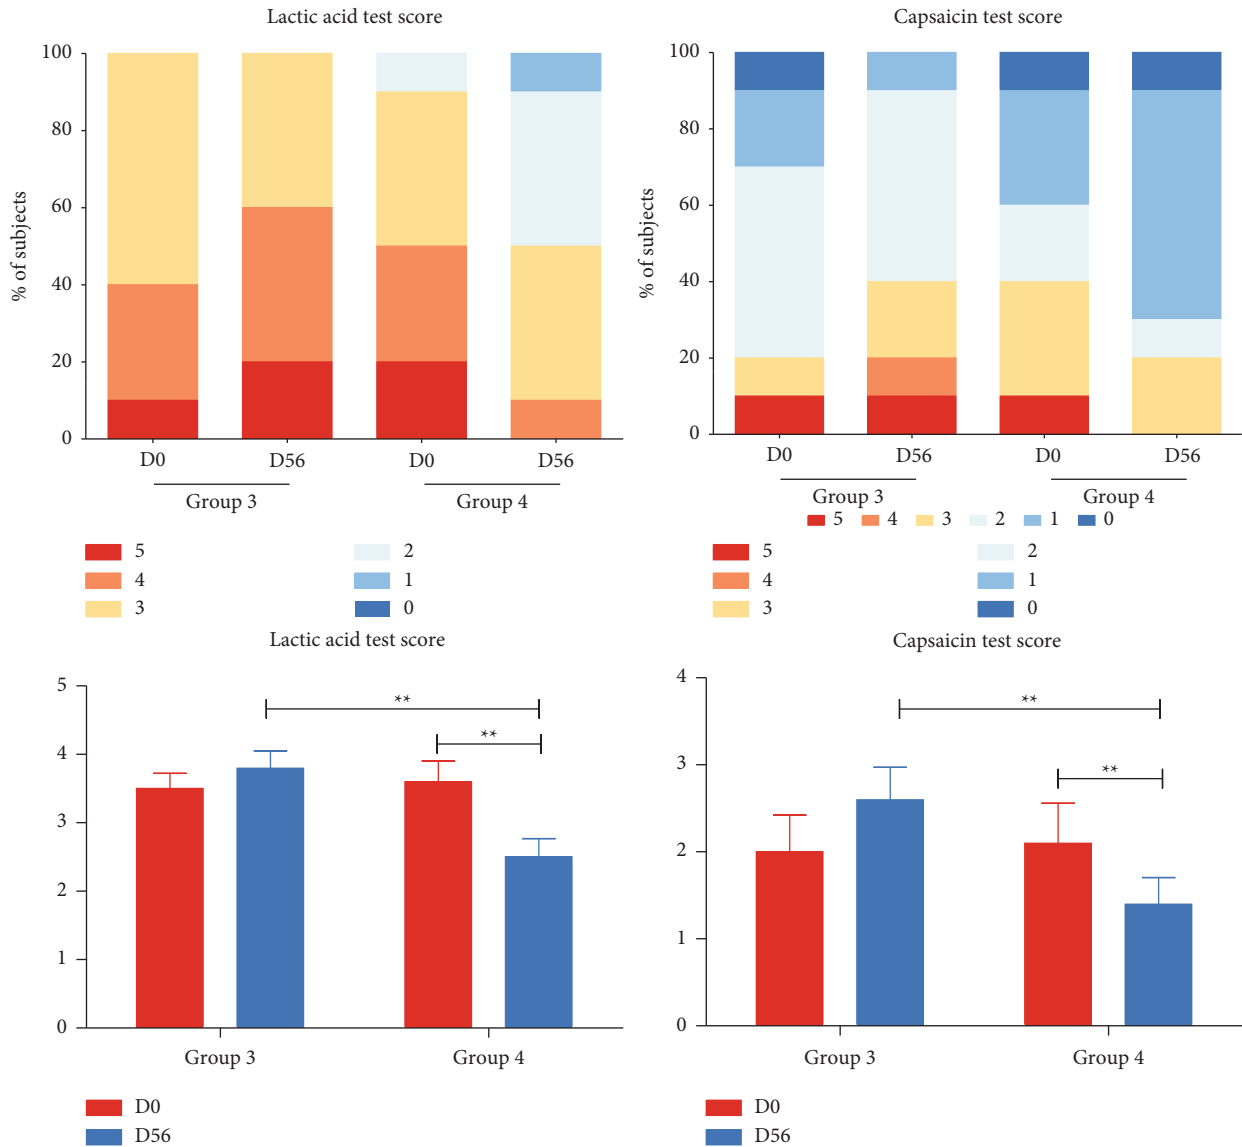 Lactic acid test score
% of subjects
100
80
60
40
20
0
D0 D56 D0 D56
Group 3 Group 4
5
4
3
2
1
0
Capsaicin test score
% of subjects
100
80
60
40
20
0
D0 D56 D0 D56
Group 3 Group 4
5 4 3 2 1 0
5
4
3
2
1
0
Lactic acid test score
5
4
3
2
1
0
**
**
Group 3 Group 4
D0
D56
Capsaicin test score
4
3
2
1
0
**
**
Group 3 Group 4
D0
D56